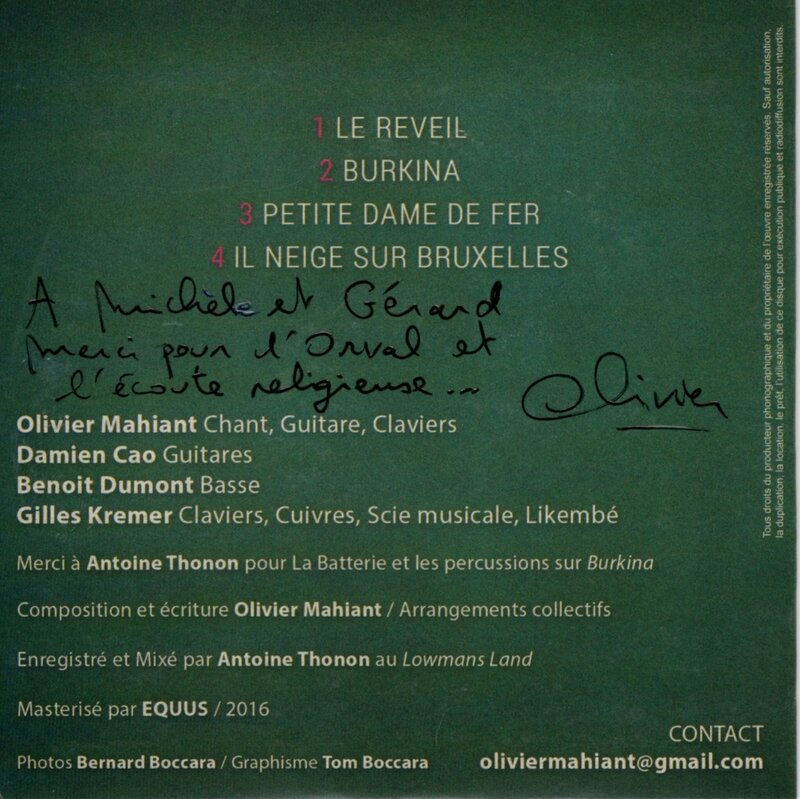 1 LE REVEIL
2 BURKINA
3 PETITE DAME DE FER
4 IL NEIGE SUR BRUXELLES
A Michèle et Gérard
merci pour l'Orval et
l'écoute religieuse...
Olivier
Olivier Mahiant Chant, Guitare, Claviers
Damien Cao Guitares
Benoit Dumont Basse
Gilles Kremer Claviers, Cuivres, Scie musicale, Likembé
Merci à Antoine Thonon pour La Batterie et les percussions sur Burkina
Composition et écriture Olivier Mahiant / Arrangements collectifs
Enregistré et Mixé par Antoine Thonon au Lowmans Land
Masterisé par EQUUS / 2016
Photos Bernard Boccara / Graphisme Tom Boccara
CONTACT
oliviermahiant@gmail.com
Tous droits du producteur phonographique et du propriétaire de l'œuvre enregistrée réservés. Sauf autorisation,
la duplication, la location, le prêt, l'utilisation de ce disque pour exécution publique et radiodiffusion sont interdits.